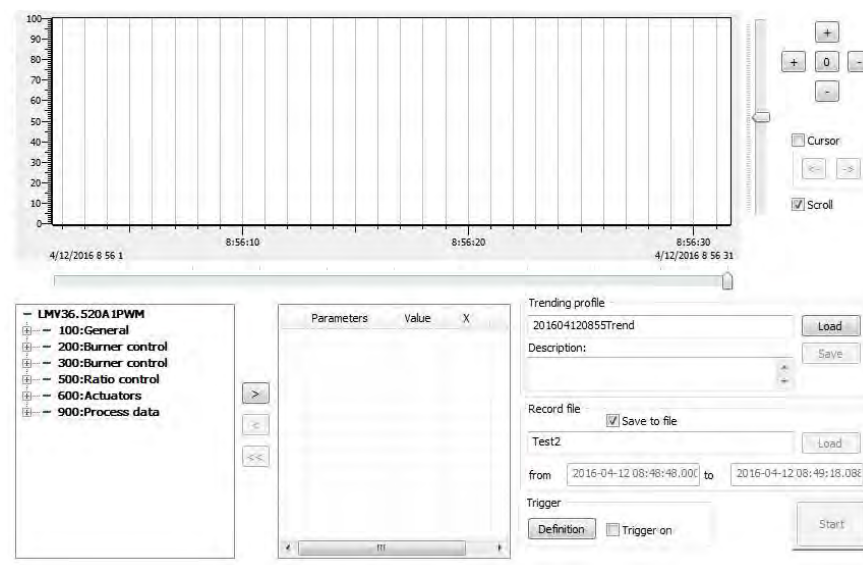 100
90
80
70
60
50
40
30
20
10
0
8:56:10 8:56:20 8:56:30
4/12/2016 8 56 1 4/12/2016 8 56 31
+
+ 0 -
-
Cursor
<- ->
Scroll
LMV36.520A1PWM
100:General
200:Burner control
300:Burner control
500:Ratio control
600:Actuators
900:Process data
>
<
<<
Parameters Value X
Trending profile
201604120855Trend Load
Description: Save
Record file
Save to file
Test2 Load
from 2016-04-12 08:48:48.000 to 2016-04-12 08:49:18.088
Trigger
Definition Trigger on Start